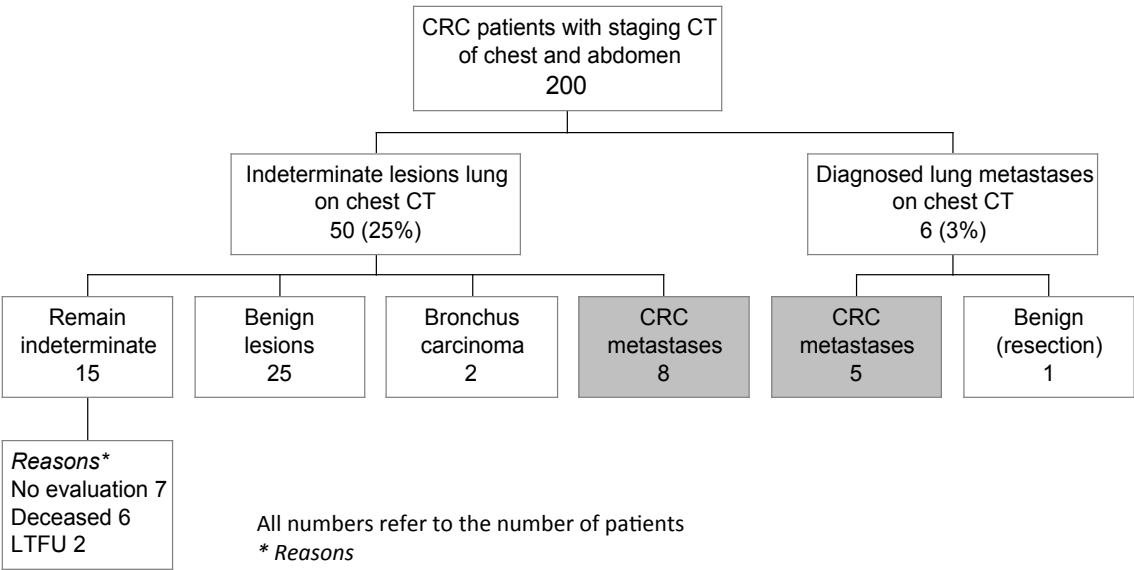 CRC patients with staging CT
of chest and abdomen
200
Indeterminate lesions lung
on chest CT
50 (25%)
Diagnosed lung metastases
on chest CT
6 (3%)
Remain
indeterminate
15
Benign
lesions
25
Bronchus
carcinoma
2
CRC
metastases
8
CRC
metastases
5
Benign
(resection)
1
Reasons*
No evaluation 7
Deceased 6
LTFU 2
All numbers refer to the number of patients
* Reasons